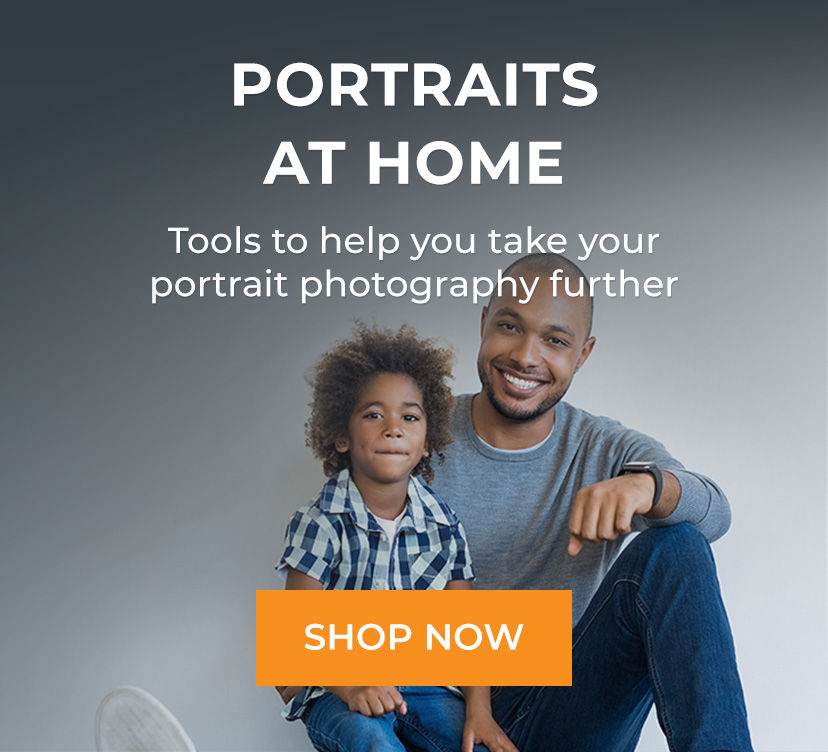 PORTRAITS
AT HOME
Tools to help you take your
portrait photography further
SHOP NOW